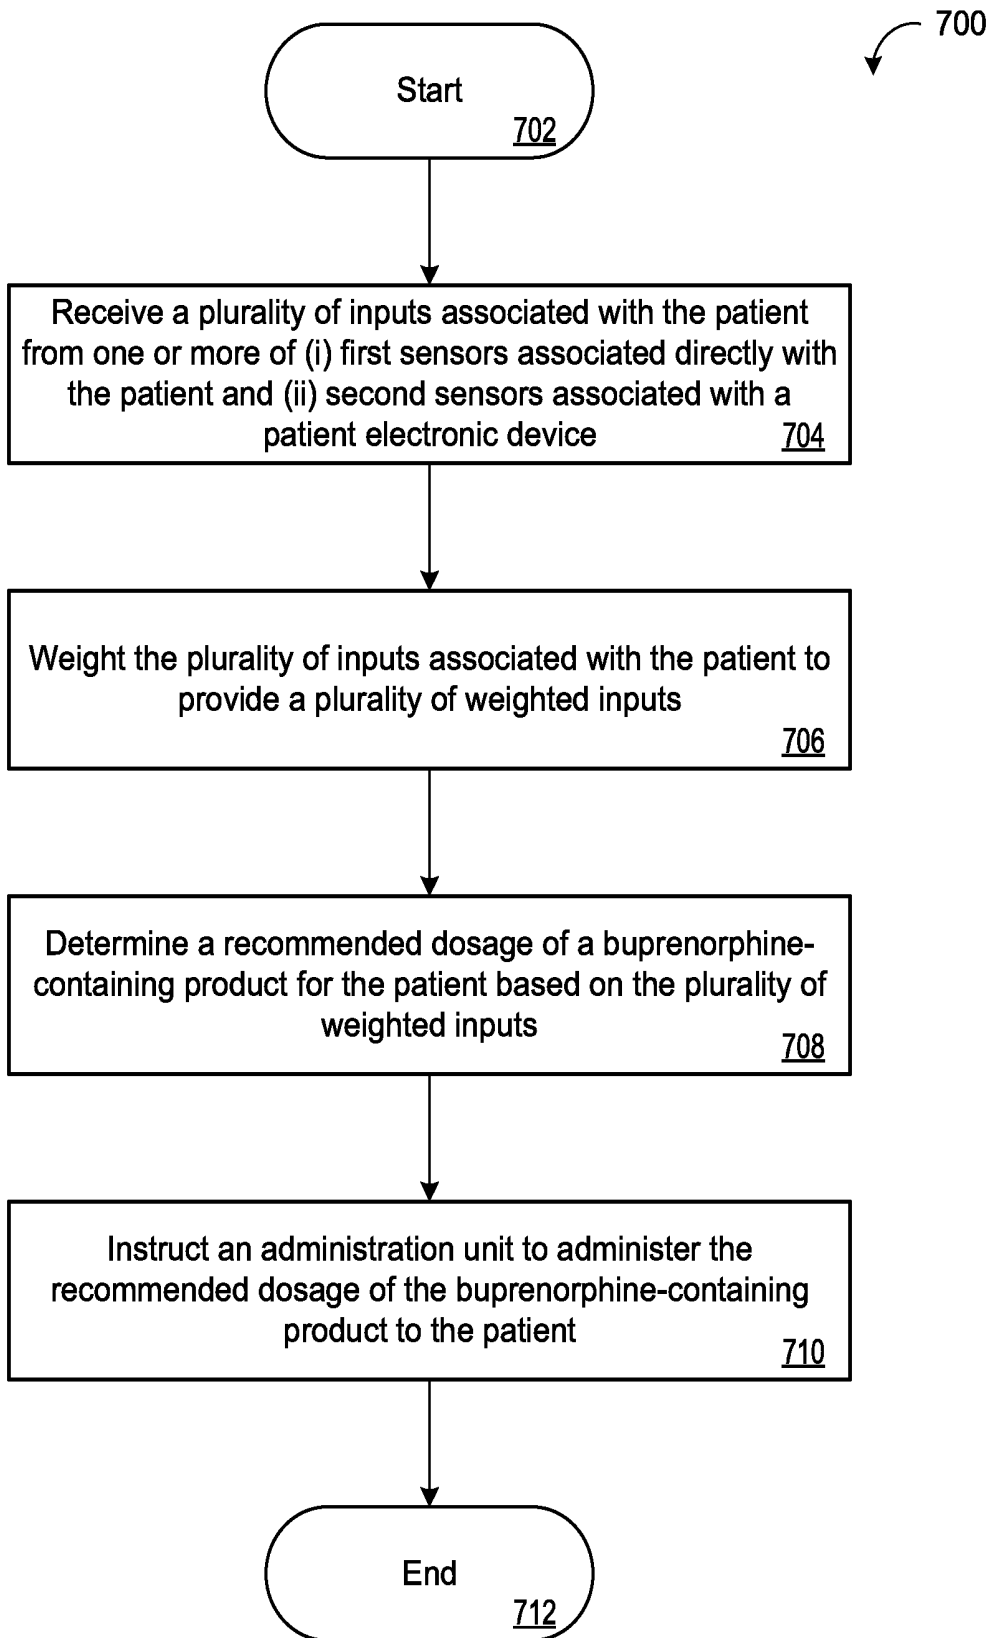 700
Start
702
Receive a plurality of inputs associated with the patient
from one or more of (i) first sensors associated directly with
the patient and (ii) second sensors associated with a
patient electronic device
704
Weight the plurality of inputs associated with the patient to
provide a plurality of weighted inputs
706
Determine a recommended dosage of a buprenorphine-
containing product for the patient based on the plurality of
weighted inputs
708
Instruct an administration unit to administer the
recommended dosage of the buprenorphine-containing
product to the patient
710
End
712